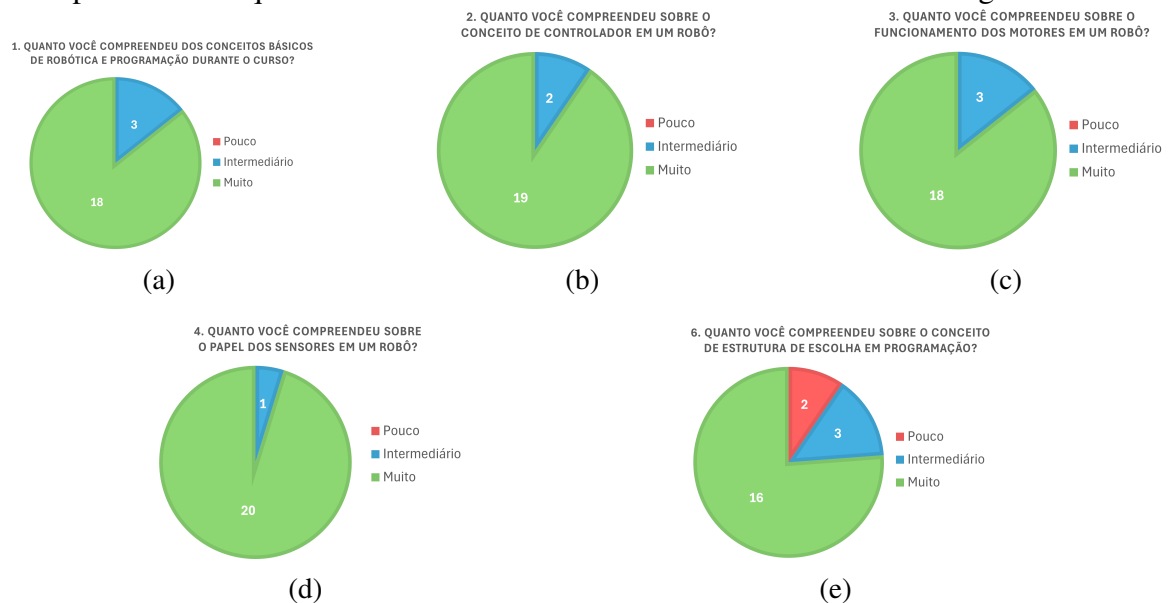 2. QUANTO VOCÊ COMPREENDEU SOBRE O
CONCEITO DE CONTROLADOR EM UM ROBÔ?
3. QUANTO VOCÊ COMPREENDEU SOBRE O
FUNCIONAMENTO DOS MOTORES EM UM ROBÔ?
1. QUANTO VOCÊ COMPREENDEU DOS CONCEITOS BÁSICOS
DE ROBÓTICA E PROGRAMAÇÃO DURANTE O CURSO?
3
18
Pouco
Intermediário
Muito
(a)
2
19
Pouco
Intermediário
Muito
(b)
3
18
Pouco
Intermediário
Muito
(c)
4. QUANTO VOCÊ COMPREENDEU SOBRE
O PAPEL DOS SENSORES EM UM ROBÔ?
1
20
Pouco
Intermediário
Muito
(d)
6. QUANTO VOCÊ COMPREENDEU SOBRE O CONCEITO
DE ESTRUTURA DE ESCOLHA EM PROGRAMAÇÃO?
2
3
16
Pouco
Intermediário
Muito
(e)